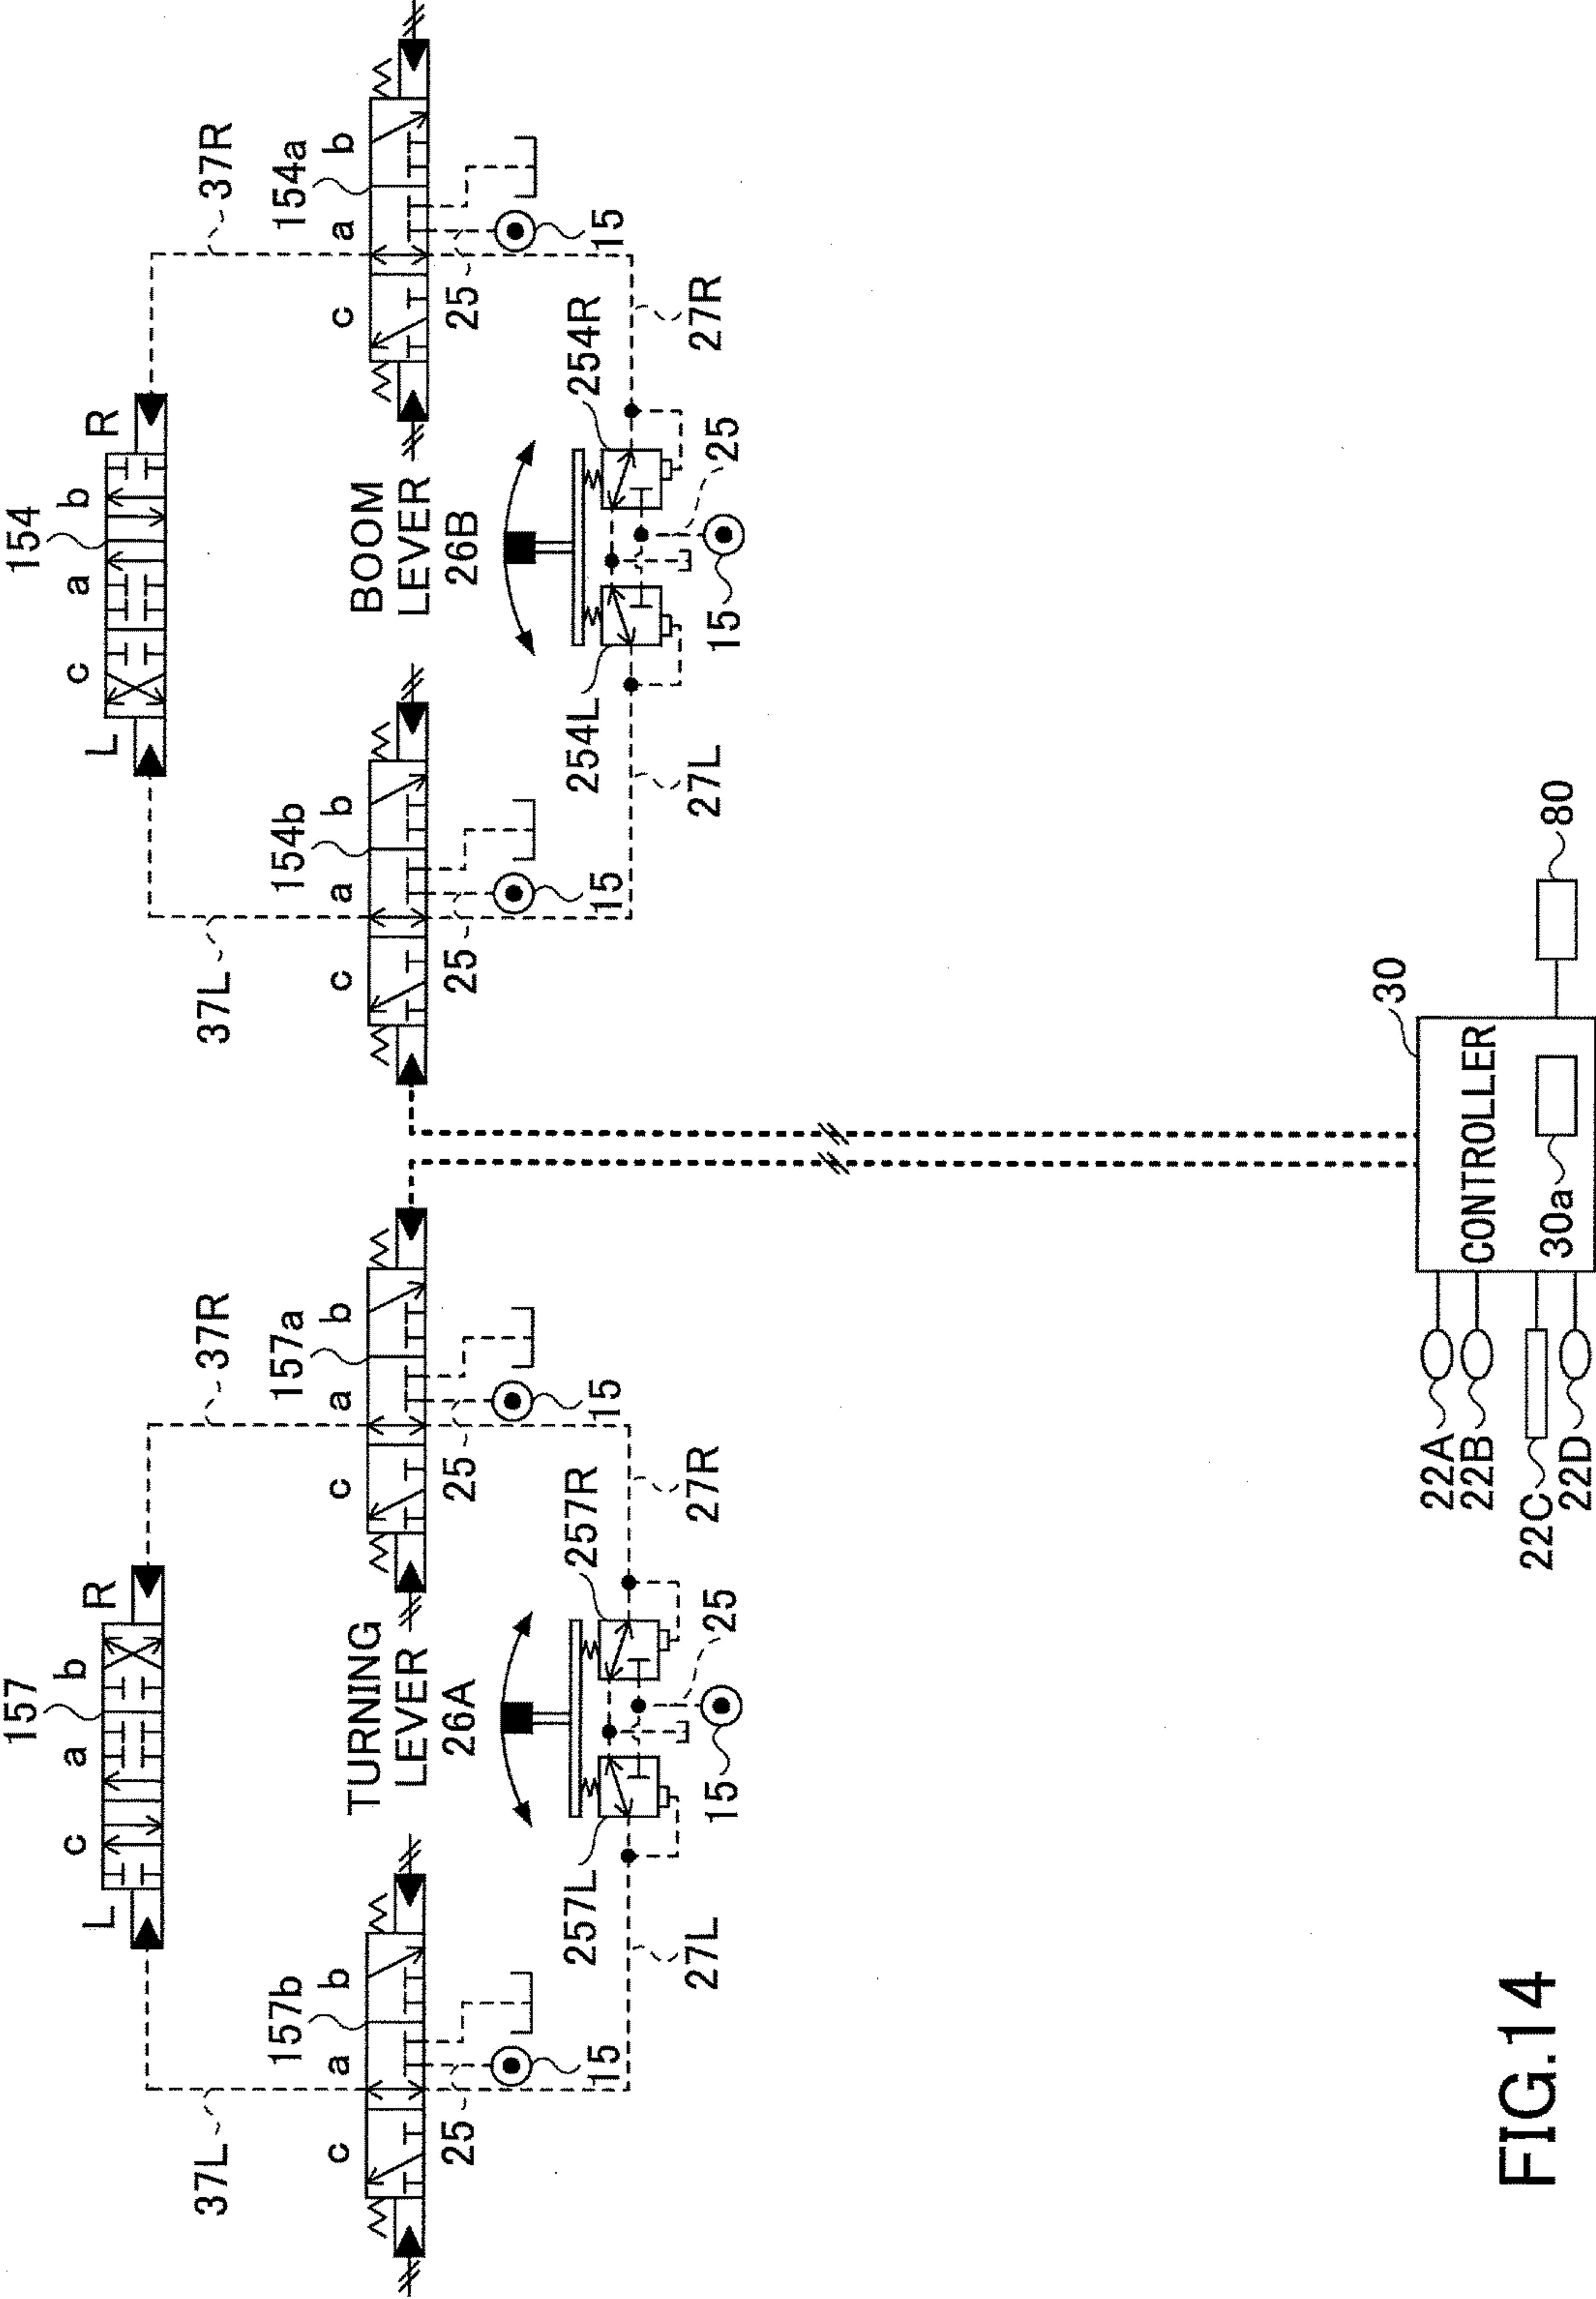 157
L
c
a
b
R
37L
37R
157b
c
a
b
157a
c
a
b
25
15
25
15
TURNING
LEVER
26A
257L
257R
27L
27R
15
25
154
L
c
a
b
R
37L
37R
154b
c
a
b
154a
c
a
b
25
15
25
15
BOOM
LEVER
26B
254L
254R
27L
27R
15
25
30
CONTROLLER
30a
80
22A
22B
22C
22D
FIG.14